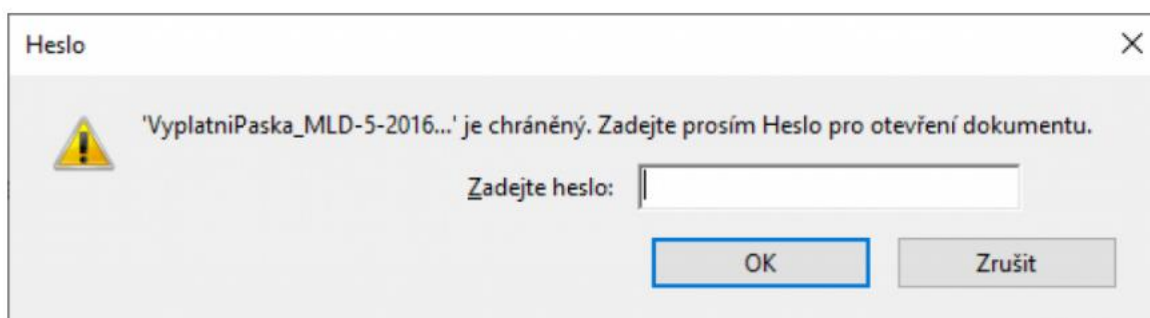 Heslo
'VyplatniPaska_MLD-5-2016...' je chráněný. Zadejte prosím Heslo pro otevření dokumentu.
Zadejte heslo:
OK Zrušit